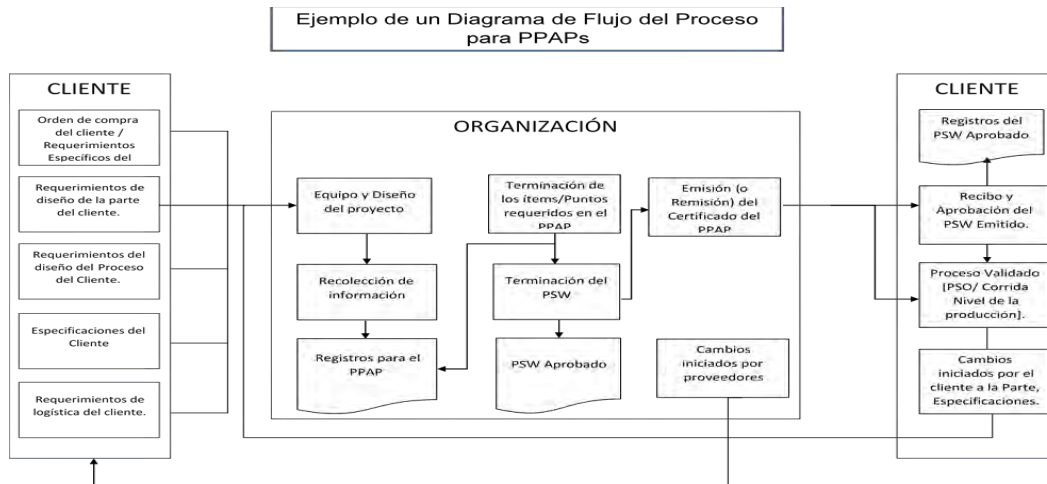 Ejemplo de un Diagrama de Flujo del Proceso
para PPAPs
CLIENTE
Orden de compra
del cliente /
Requerimientos
Específicos del
Requerimientos de
diseño de la parte
del cliente.
Requerimientos del
diseño del Proceso
del Cliente.
Especificaciones del
Cliente
Requerimientos de
logística del cliente.
ORGANIZACIÓN
Equipo y Diseño
del proyecto
Recolección de
información
Registros para el
PPAP
Terminación de
los ítems/Puntos
requeridos en el
PPAP
Terminación del
PSW
PSW Aprobado
Emisión (o
Remisión) del
Certificado del
PPAP
Cambios
iniciados por
proveedores
CLIENTE
Registros del
PSW Aprobado
Recibo y
Aprobación del
PSW Emitido.
Proceso Validado
[PSO/ Corrida
Nivel de la
producción].
Cambios
iniciados por el
cliente a la Parte,
Especificaciones.